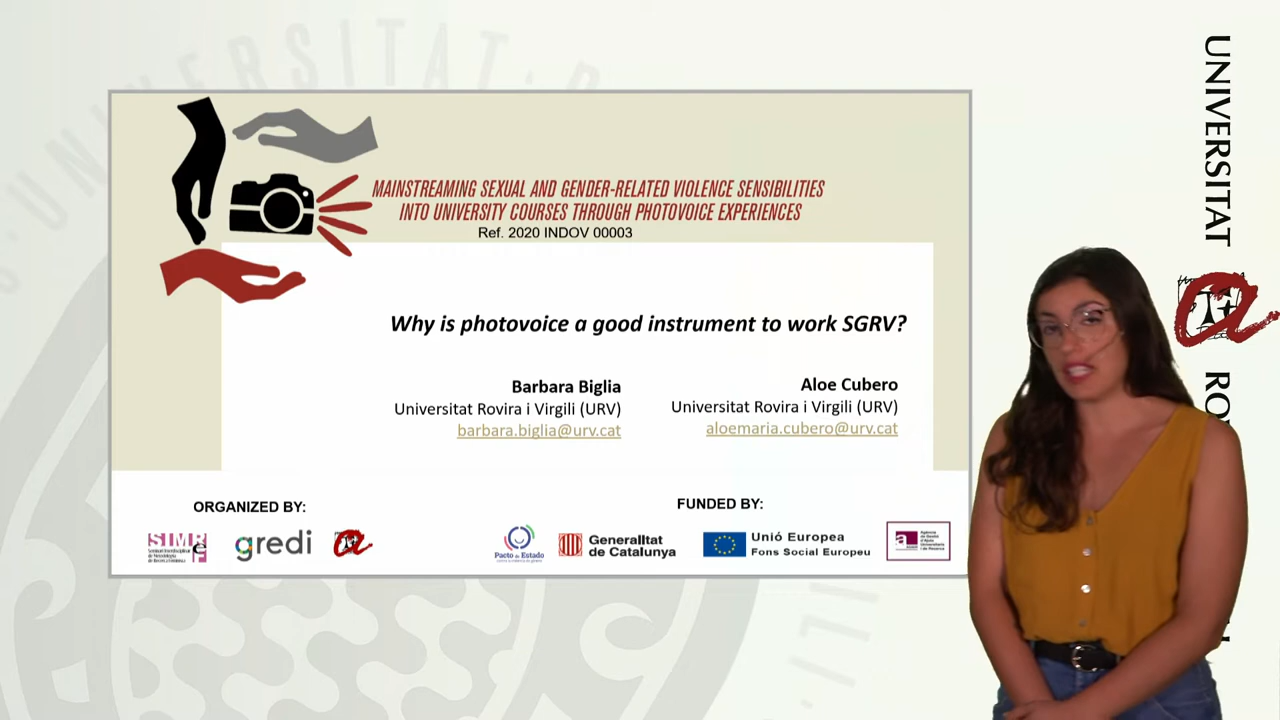 MAINSTREAMING SEXUAL AND GENDER-RELATED VIOLENCE SENSIBILITIES
INTO UNIVERSITY COURSES THROUGH PHOTOVOICE EXPERIENCES
Ref. 2020 INDOV 00003
Why is photovoice a good instrument to work SGRV?
Barbara Biglia
Universitat Rovira i Virgili (URV)
barbara.biglia@urv.cat
Aloe Cubero
Universitat Rovira i Virgili (URV)
aloemaria.cubero@urv.cat
ORGANIZED BY:
FUNDED BY:
SIMReF
gredi
Pacto de Estado
Generalitat
de Catalunya
Unió Europea
Fons Social Europeu
UNIVERSITAT